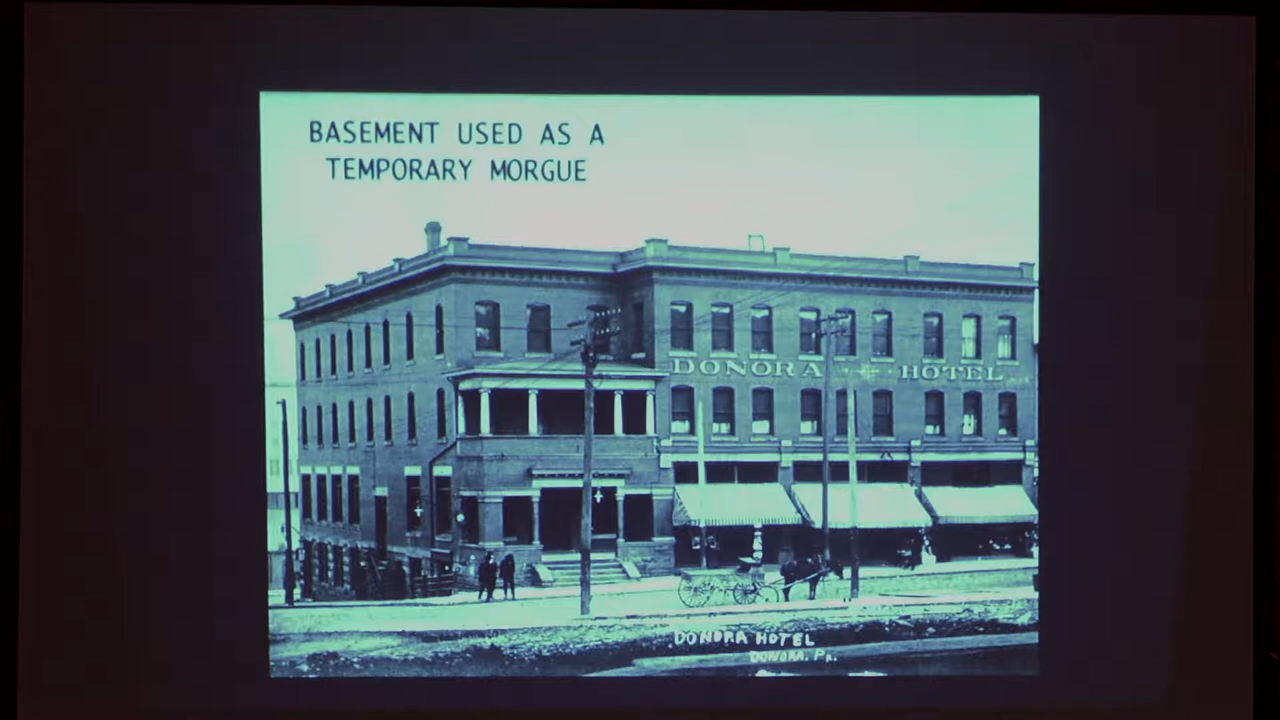 BASEMENT USED AS A
TEMPORARY MORGUE
DONORA HOTEL
DONORA HOTEL
DONORA, PA.